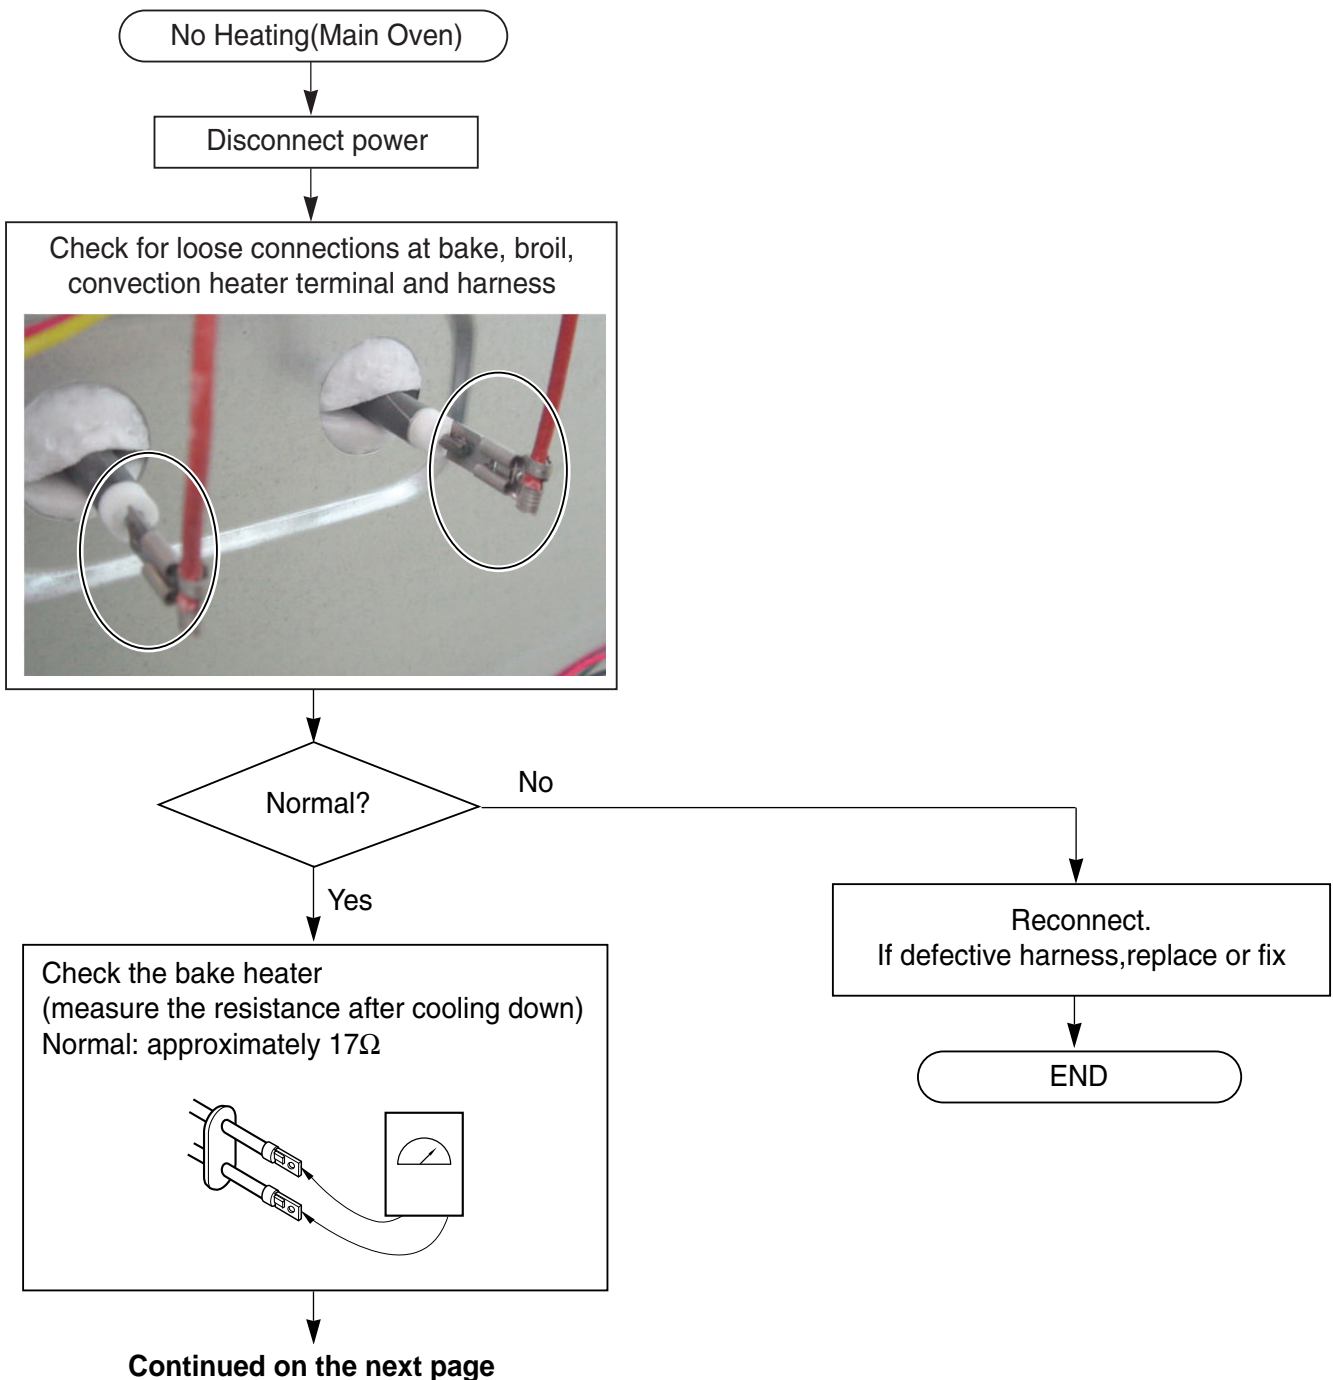 No Heating(Main Oven)
Disconnect power
Check for loose connections at bake, broil,
convection heater terminal and harness
Normal?
No
Yes
Reconnect.
If defective harness,replace or fix
END
Check the bake heater
(measure the resistance after cooling down)
Normal: approximately 17Ω
Continued on the next page